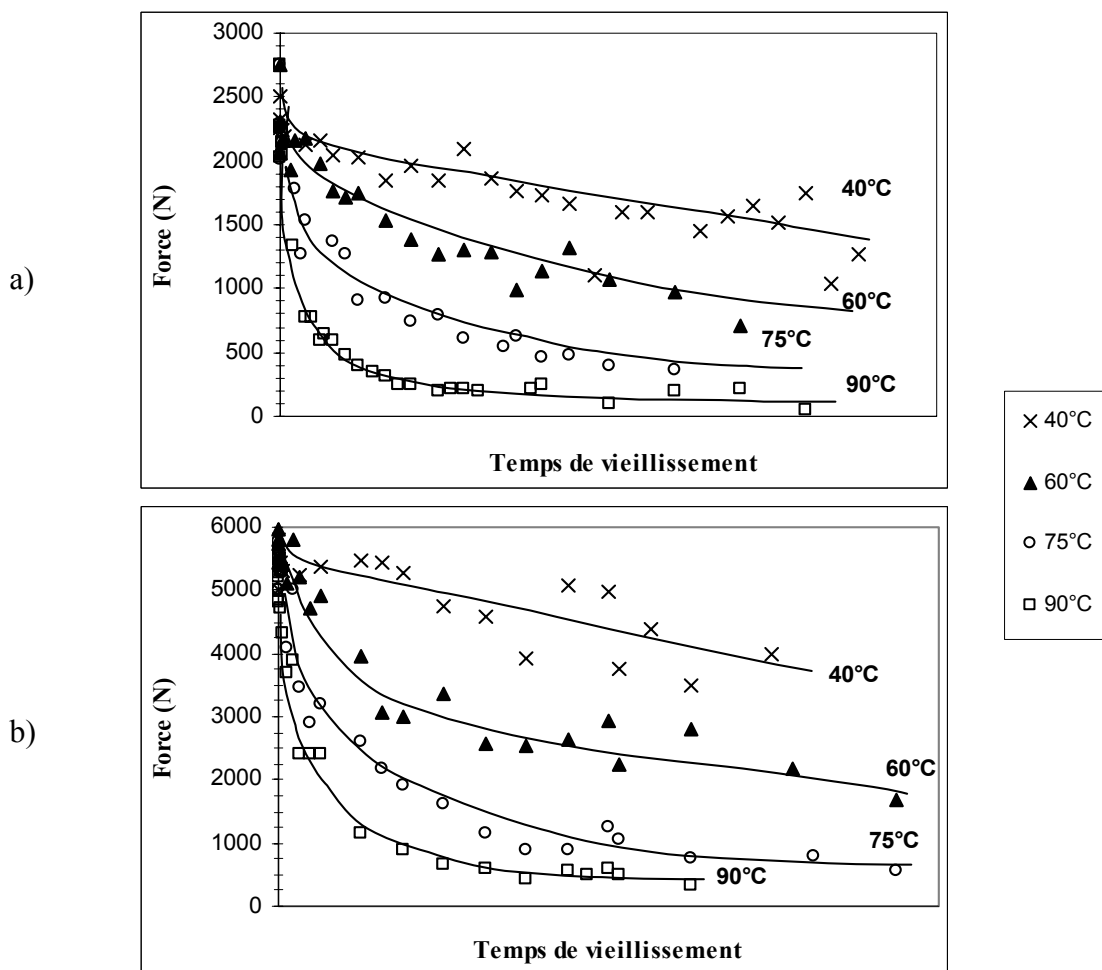 a)
Force (N)
3000
2500
2000
1500
1000
500
0
40°C
60°C
75°C
90°C
Temps de vieillissement
b)
Force (N)
6000
5000
4000
3000
2000
1000
0
40°C
60°C
75°C
90°C
Temps de vieillissement
40°C
60°C
75°C
90°C